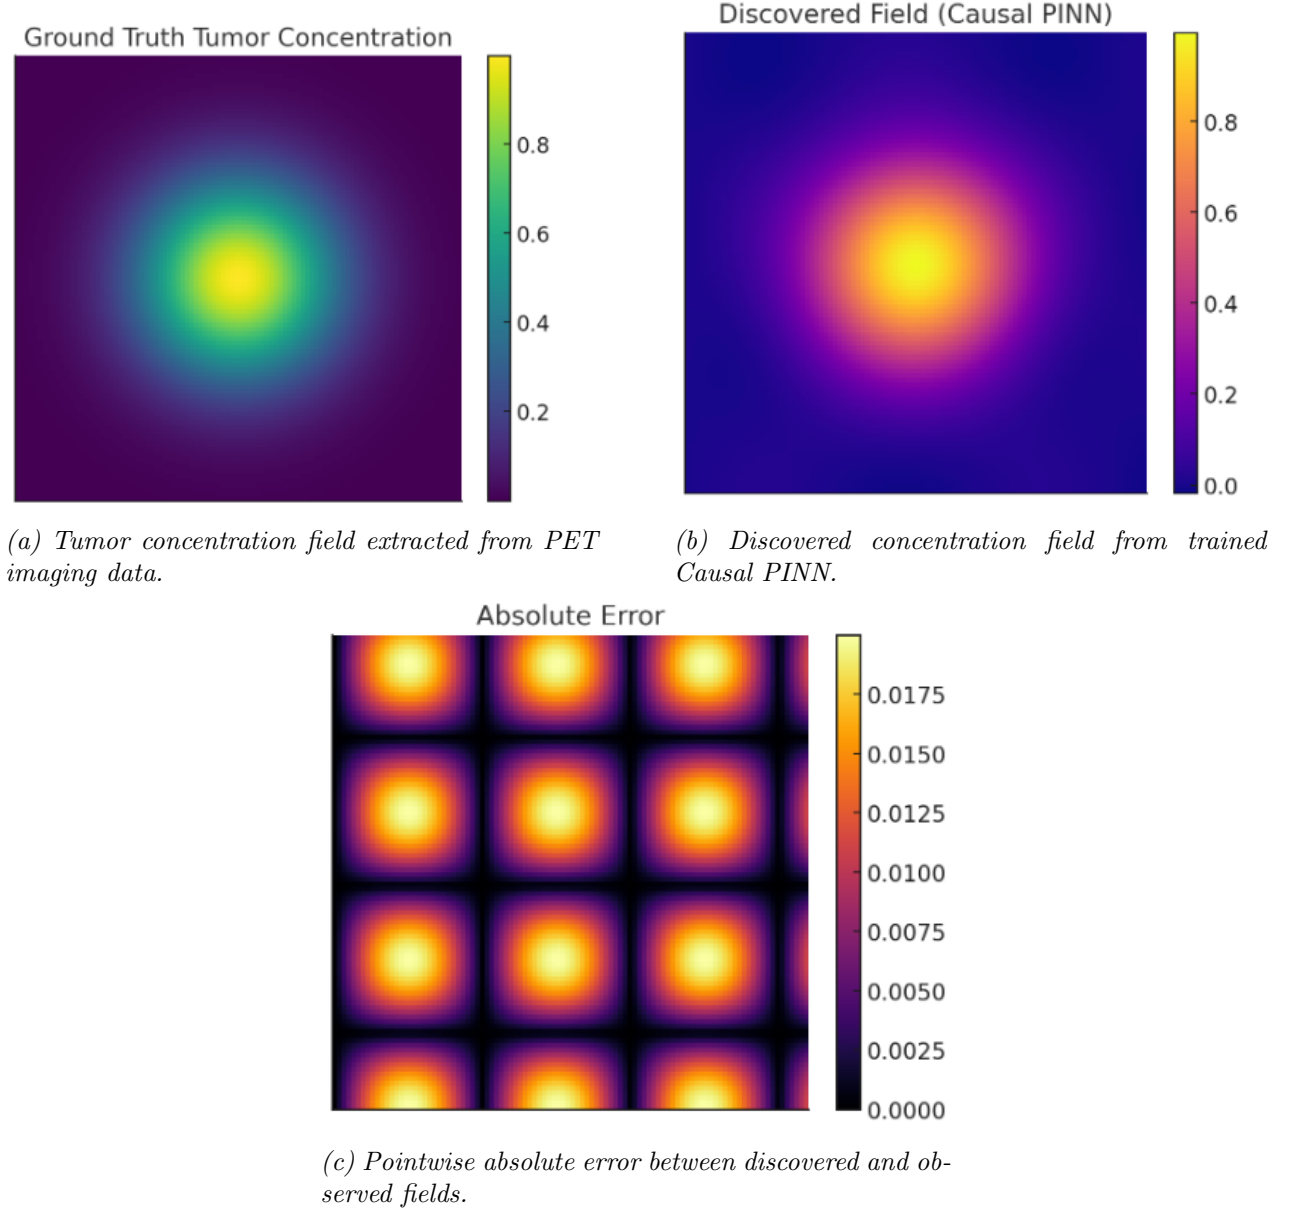 Ground Truth Tumor Concentration
0.8
0.6
0.4
0.2
(a) Tumor concentration field extracted from PET
imaging data.
Discovered Field (Causal PINN)
0.8
0.6
0.4
0.2
0.0
(b) Discovered concentration field from trained
Causal PINN.
Absolute Error
0.0175
0.0150
0.0125
0.0100
0.0075
0.0050
0.0025
0.0000
(c) Pointwise absolute error between discovered and ob-
served fields.